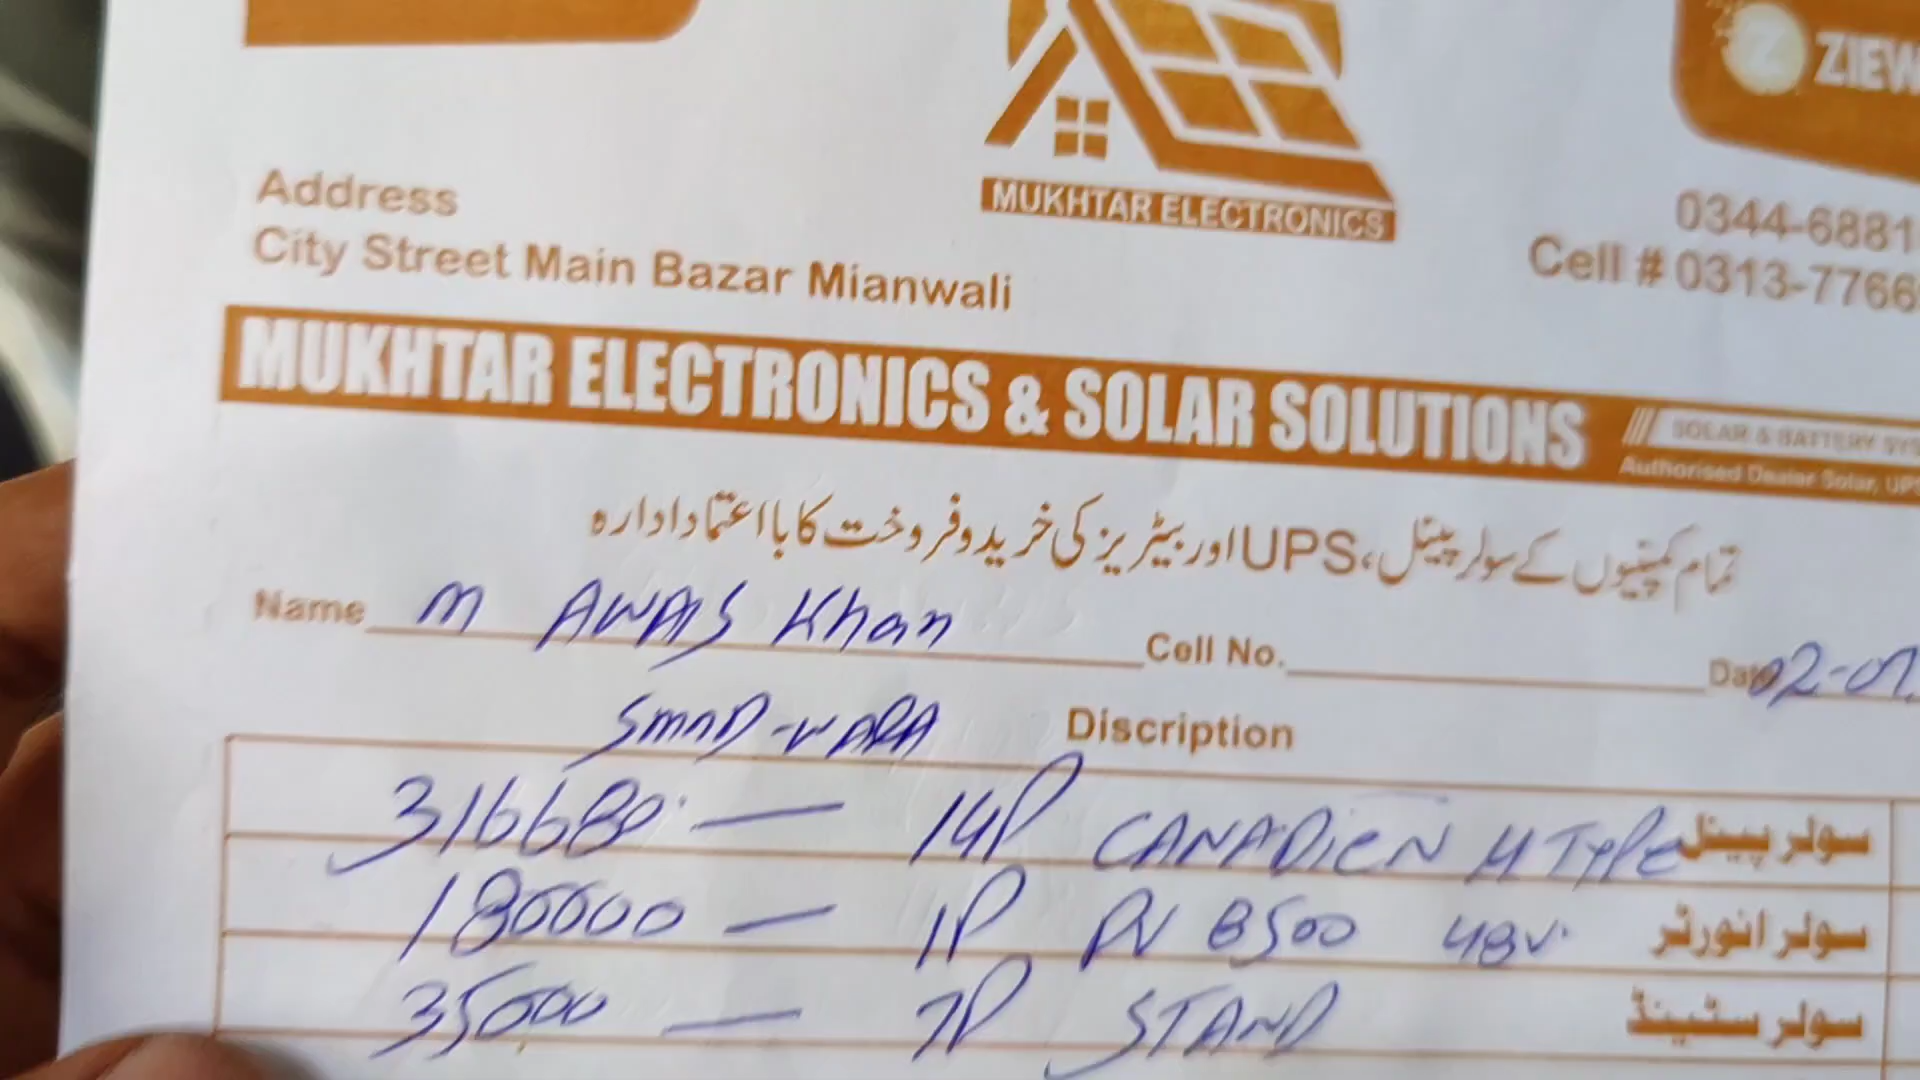 ZIEW
MUKHTAR ELECTRONICS
Address
City Street Main Bazar Mianwali
0344-6881
Cell # 0313-7766
MUKHTAR ELECTRONICS & SOLAR SOLUTIONS
SOLAR & BATTERY SYS
Authorised Dealer Solar, UPS
تمام کمپنیوں کے سولر پینل، UPS اور بیٹریز کی خرید و فروخت کا با اعتماد ادارہ
Name M AWAIS Khan Cell No. Date 02-07
Discription
316680 — 14P CANADIEN M TYPE سولر پینل
180000 — 1P PV 8500 48V. سولر انورٹر
35000 — 7P STAND سولر سٹینڈ